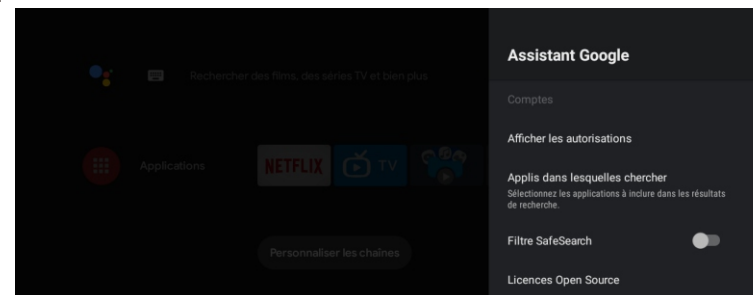 Assistant Google
Rechercher des films, des series TV et bien plus
Comptes
Afficher les autorisations
Applications
NETFLIX
TV
Applis dans lesquelles chercher
Sélectionnez les applications à inclure dans les résultats
de recherche.
Filtre SafeSearch
Personnaliser les chaînes
Licences Open Source